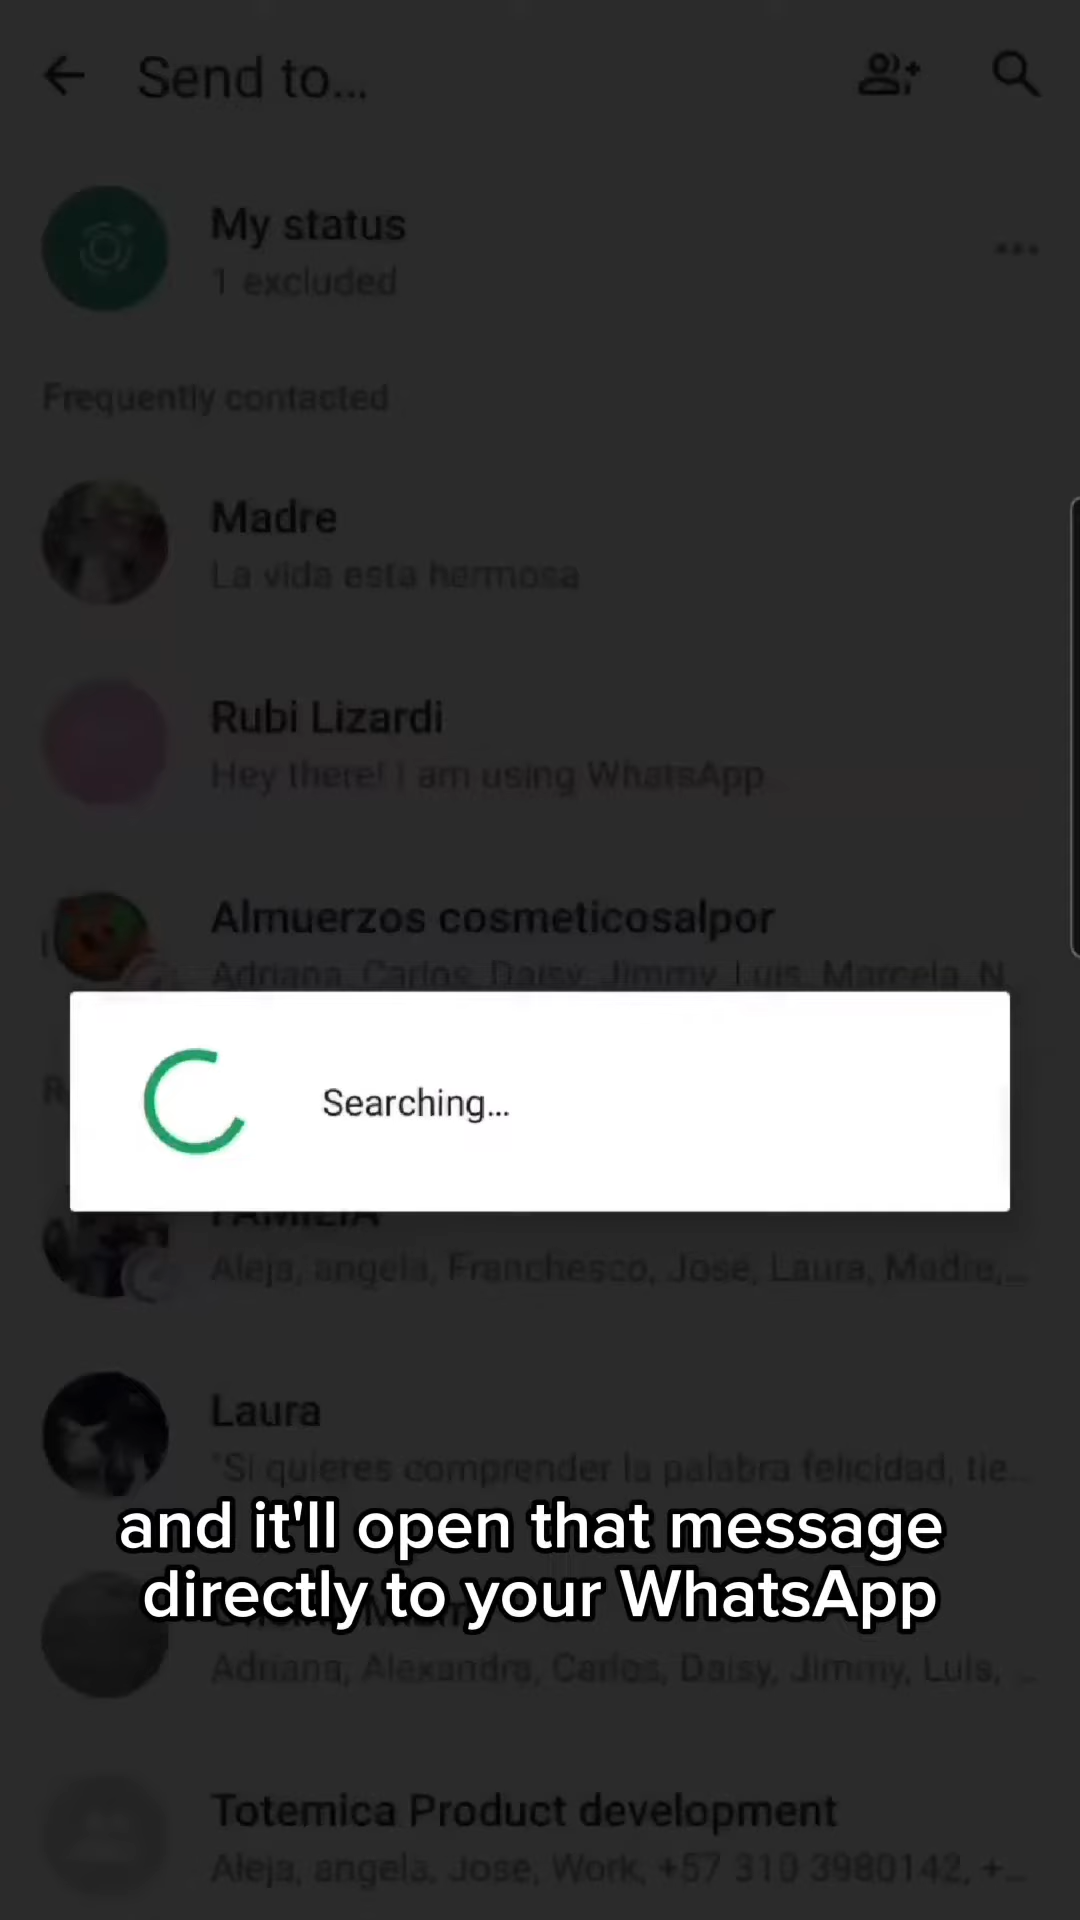 Send to...
My status
1 excluded
Frequently contacted
Madre
La vida esta hermosa
Rubi Lizardi
Hey there! I am using WhatsApp.
Almuerzos cosmeticosalpor
Adriana, Carlos, Daisy, Jimmy, Luis, Marcela, N
Searching...
FAMILIA
Aleja, angela, Franchesco, Jose, Laura, Madre,...
Laura
"Si quieres comprender la palabra felicidad, tie...
and it'll open that message
directly to your WhatsApp
Adriana, Alexandra, Carlos, Daisy, Jimmy, Luis, ...
Totemica Product development
Aleja, angela, Jose, Work, +57 310 3980142, +...